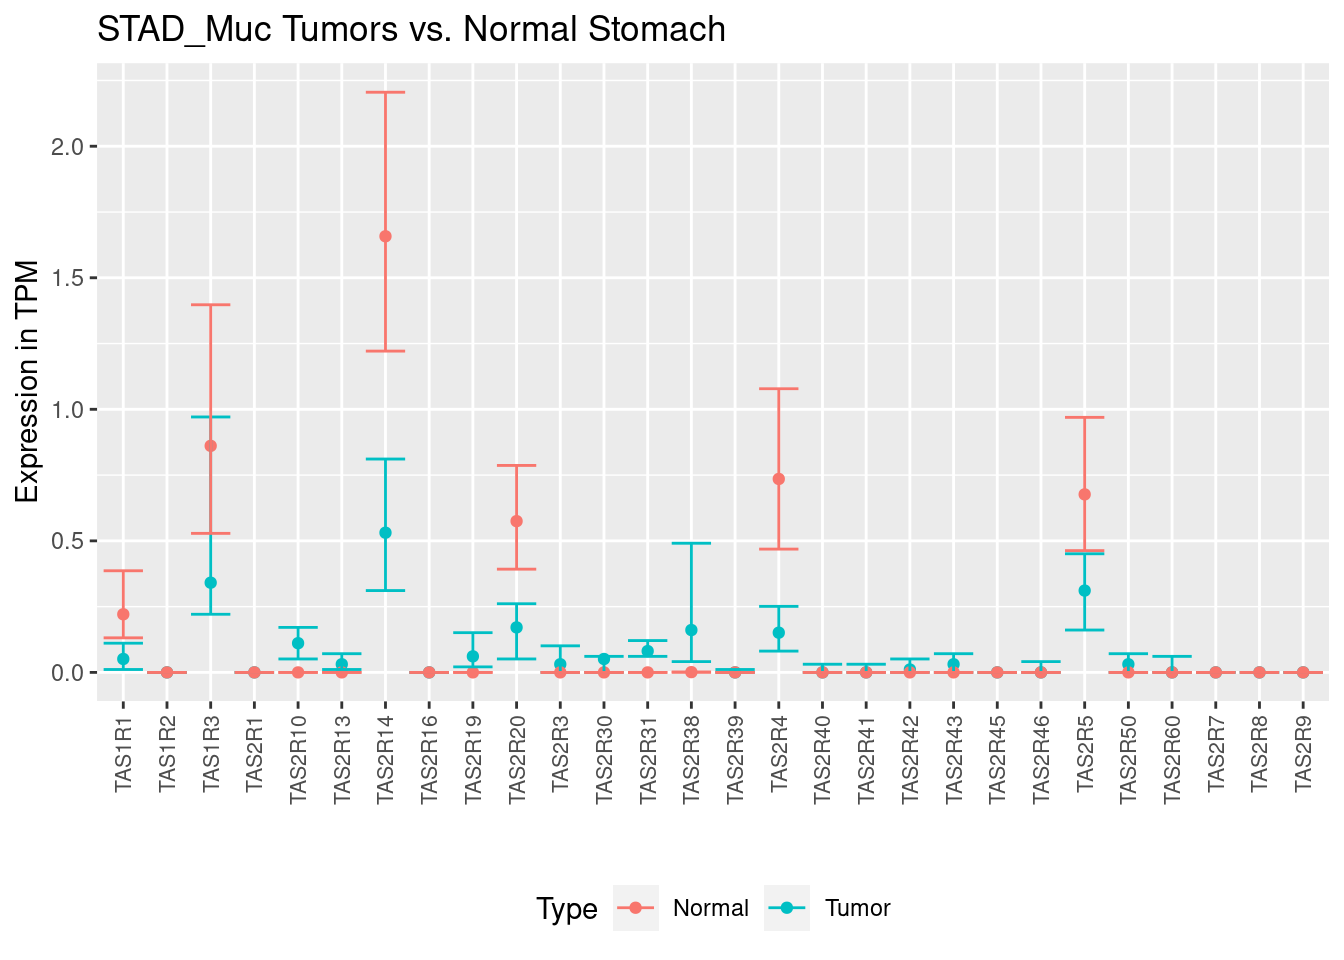 STAD_Muc Tumors vs. Normal Stomach
Expression in TPM
2.0
1.5
1.0
0.5
0.0
TAS1R1
TAS1R2
TAS1R3
TAS2R1
TAS2R10
TAS2R13
TAS2R14
TAS2R16
TAS2R19
TAS2R20
TAS2R3
TAS2R30
TAS2R31
TAS2R38
TAS2R39
TAS2R4
TAS2R40
TAS2R41
TAS2R42
TAS2R43
TAS2R45
TAS2R46
TAS2R5
TAS2R50
TAS2R60
TAS2R7
TAS2R8
TAS2R9
Type Normal Tumor